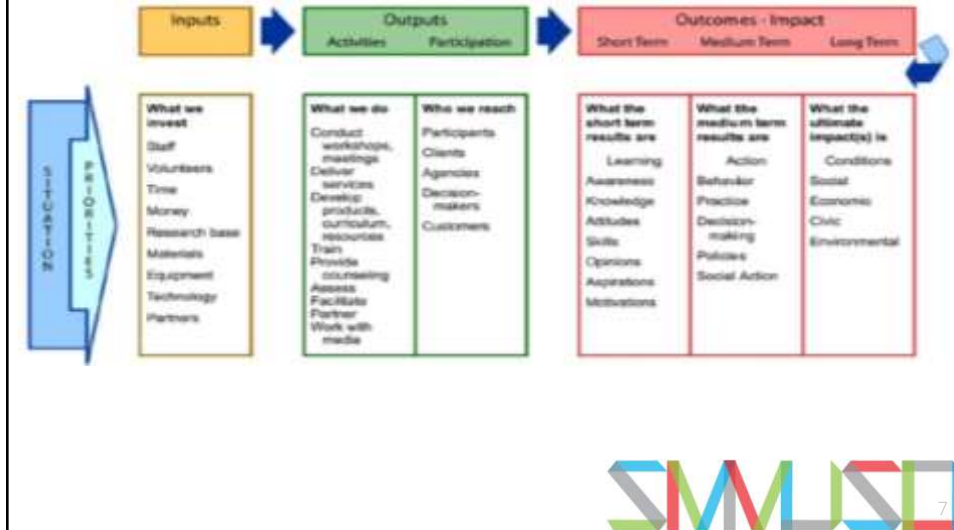 Inputs
Outputs
Activities Participation
Outcomes - Impact
Short Term Medium Term Long Term
SITUATION
PRIORITIES
What we
invest
Staff
Volunteers
Time
Money
Research base
Materials
Equipment
Technology
Partners
What we do
Conduct
workshops,
meetings
Deliver
services
Develop
products,
curriculum,
resources
Train
Provide
counseling
Assess
Facilitate
Partner
Work with
media
Who we reach
Participants
Clients
Agencies
Decision-
makers
Customers
What the
short term
results are
Learning
Awareness
Knowledge
Attitudes
Skills
Opinions
Aspirations
Motivations
What the
medium term
results are
Action
Behavior
Practice
Decision-
making
Policies
Social Action
What the
ultimate
impact(s) is
Conditions
Social
Economic
Civic
Environmental
SMMUSD
7